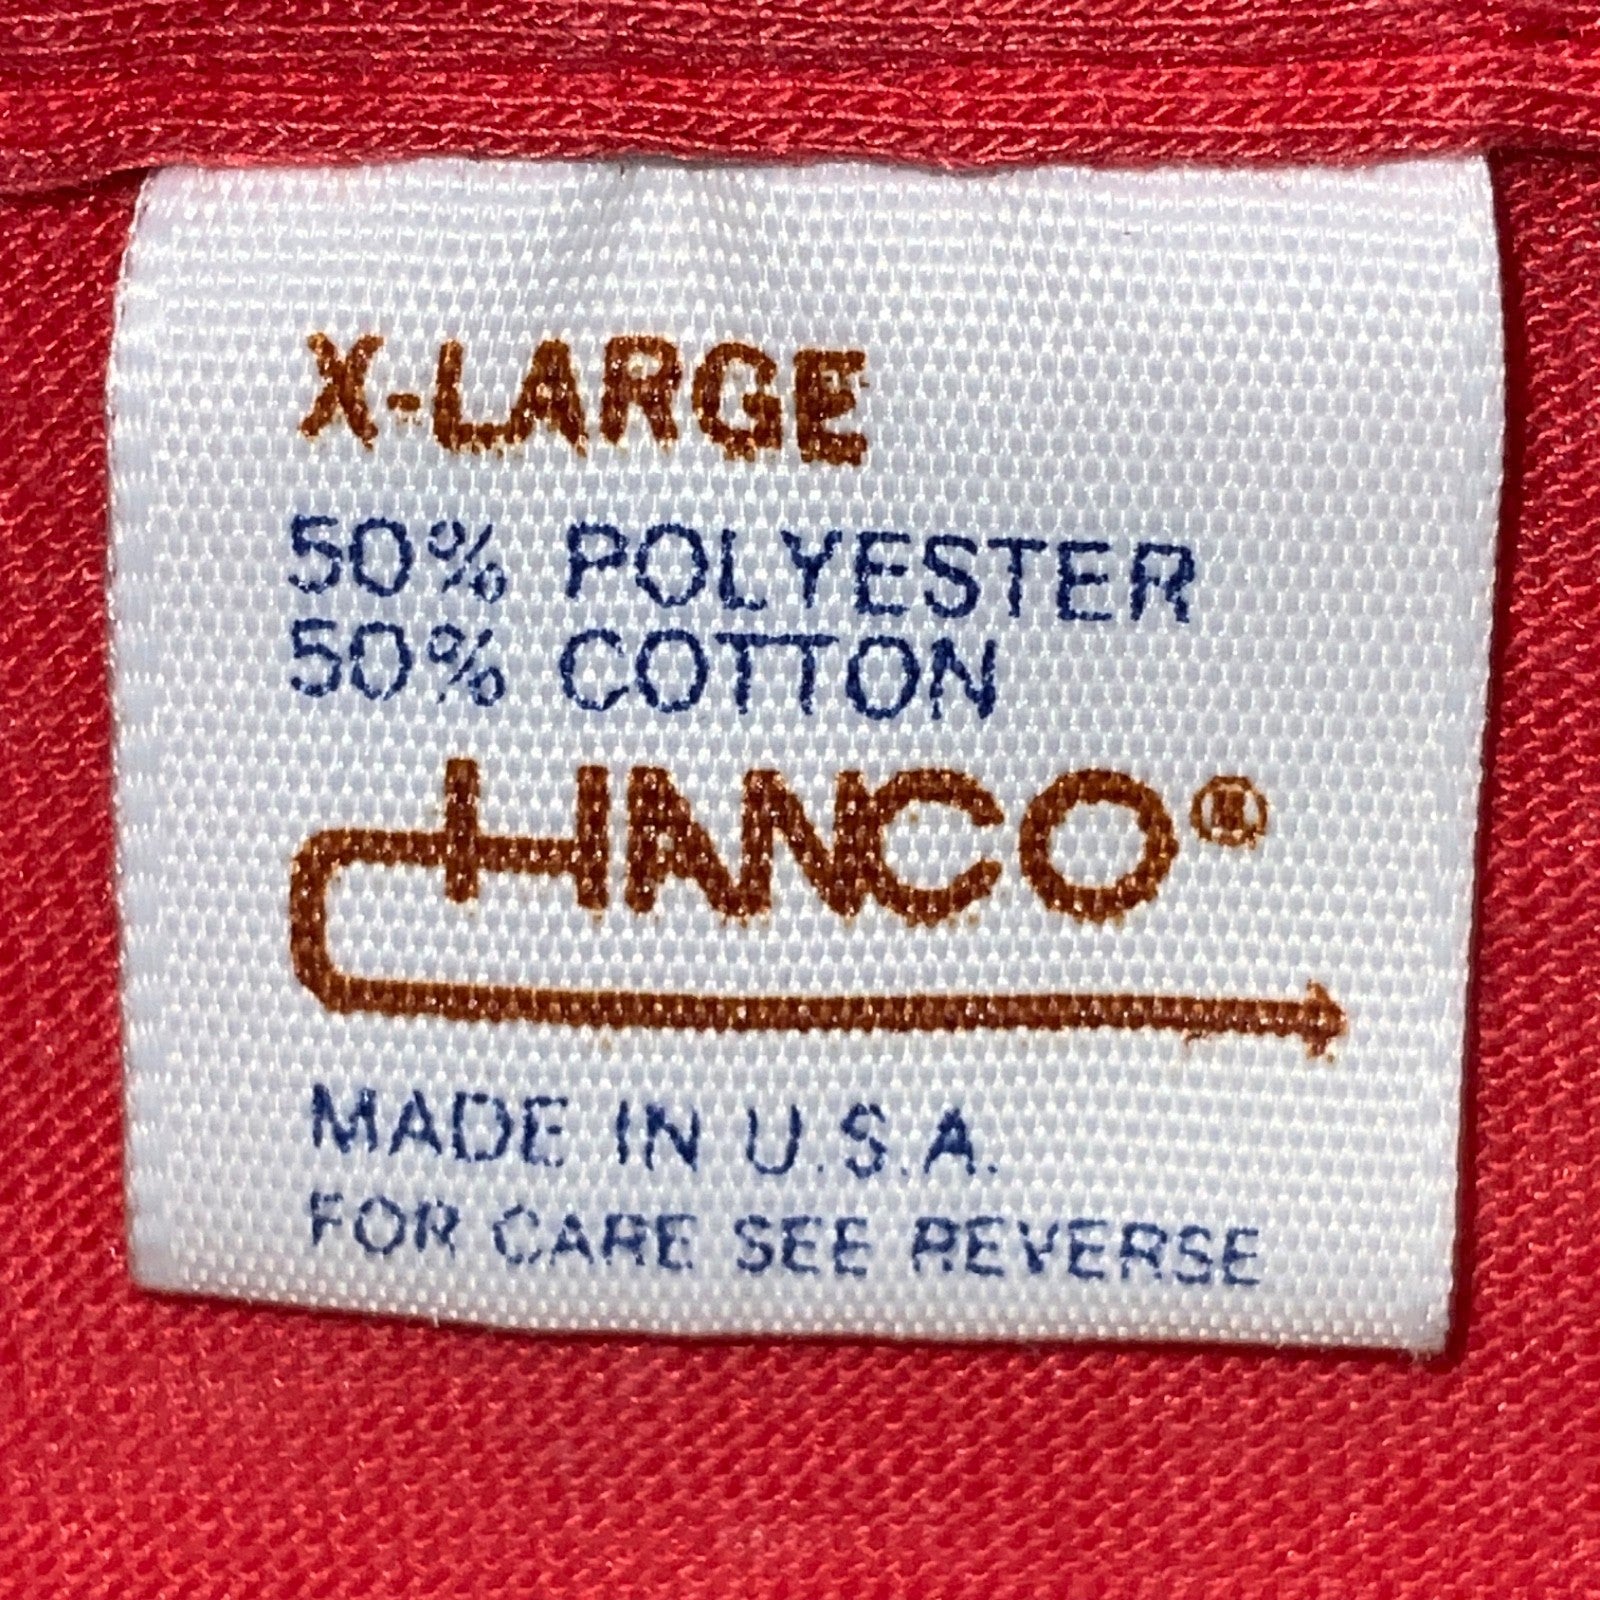 X-LARGE
50% POLYESTER
50% COTTON
HANCO®
MADE IN U.S.A.
FOR CARE SEE REVERSE